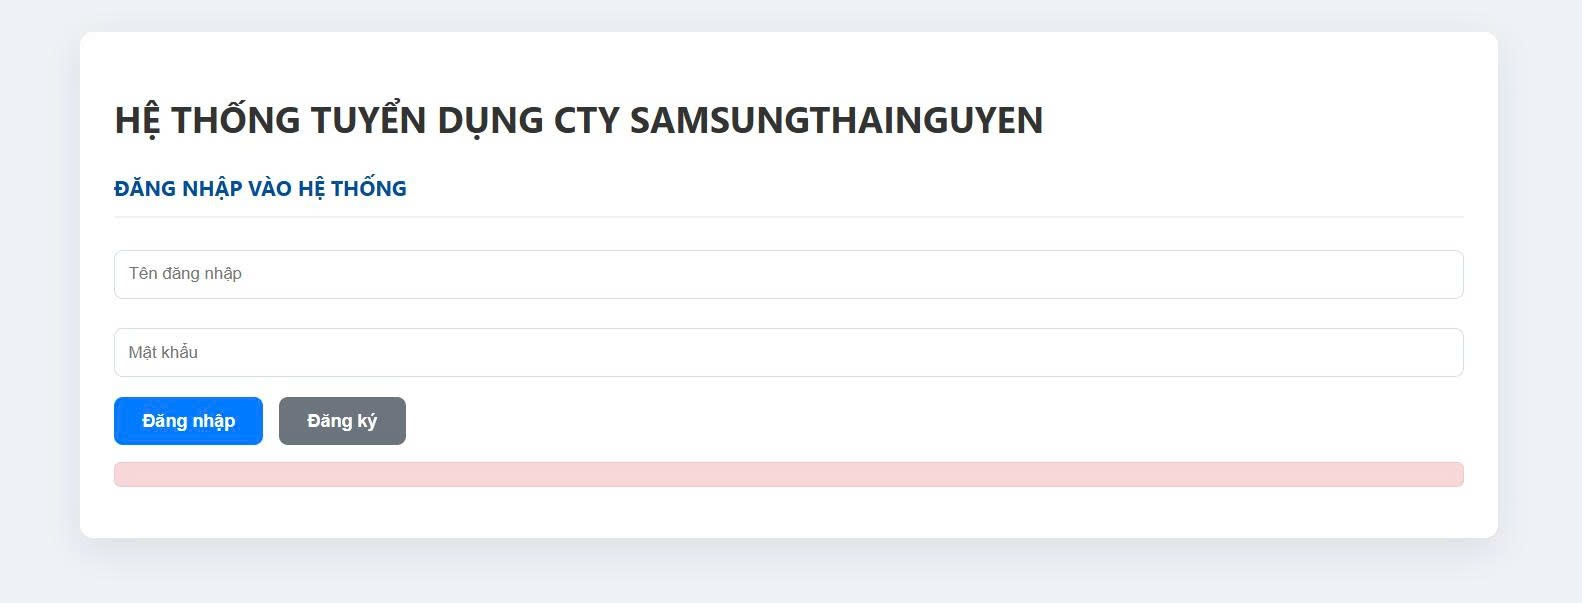 HỆ THỐNG TUYỂN DỤNG CTY SAMSUNGTHAINGUYEN
ĐĂNG NHẬP VÀO HỆ THỐNG
Tên đăng nhập
Mật khẩu
Đăng nhập
Đăng ký